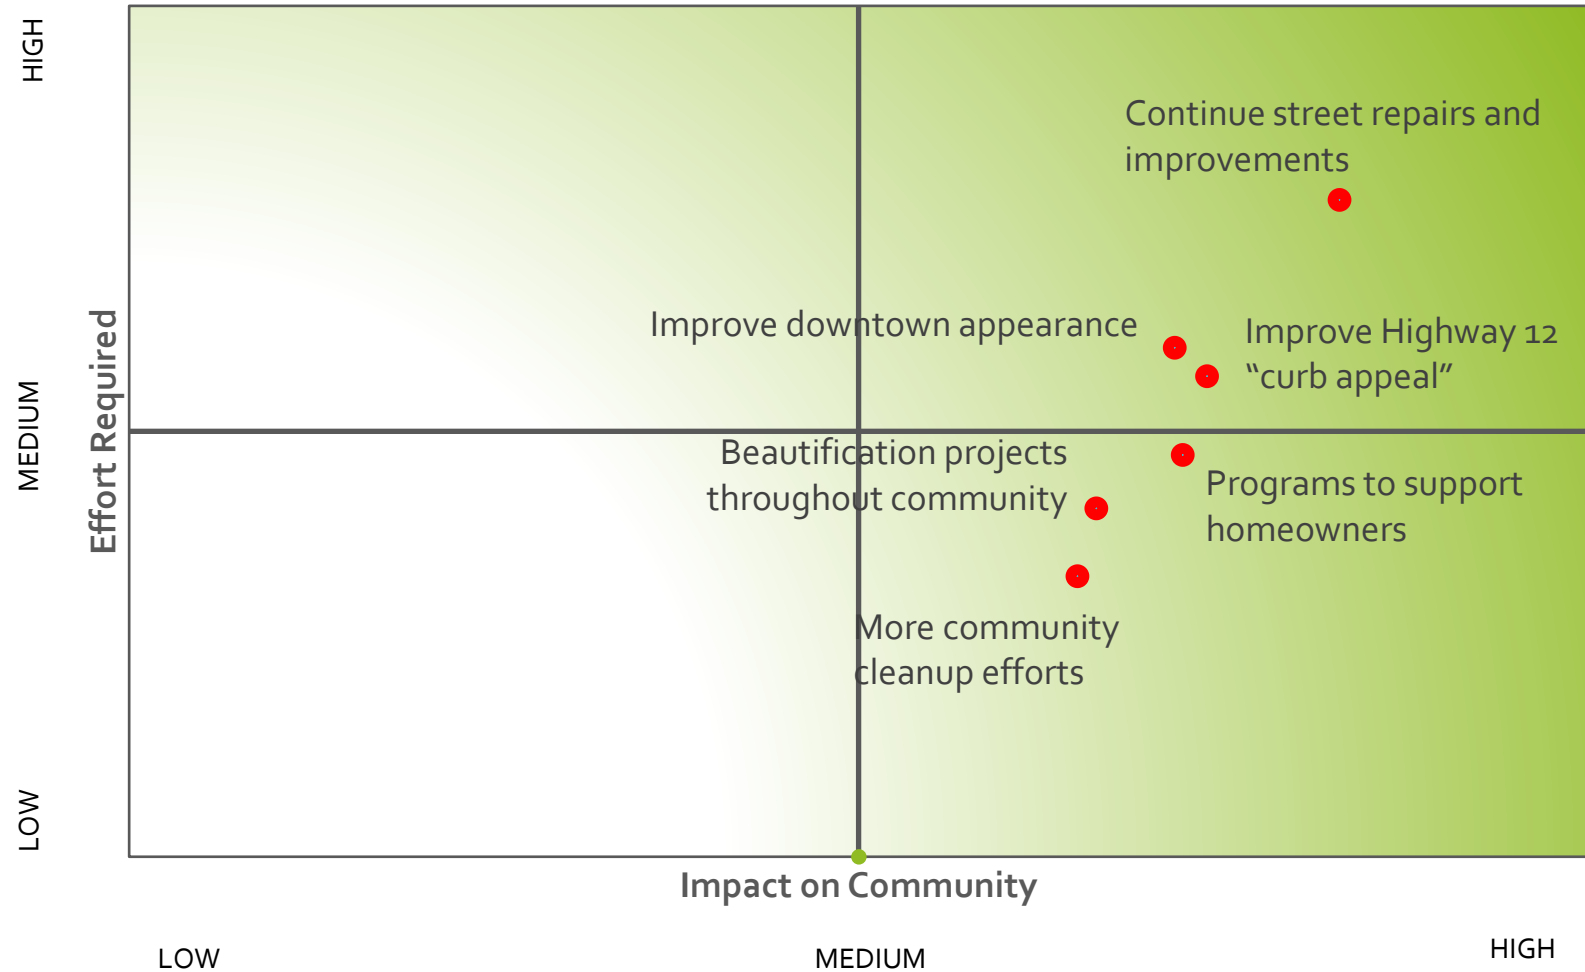 HIGH
Continue street repairs and
improvements
Improve downtown appearance
Improve Highway 12
“curb appeal”
Effort Required
MEDIUM
Beautification projects
throughout community
Programs to support
homeowners
More community
cleanup efforts
LOW
Impact on Community
LOW
MEDIUM
HIGH